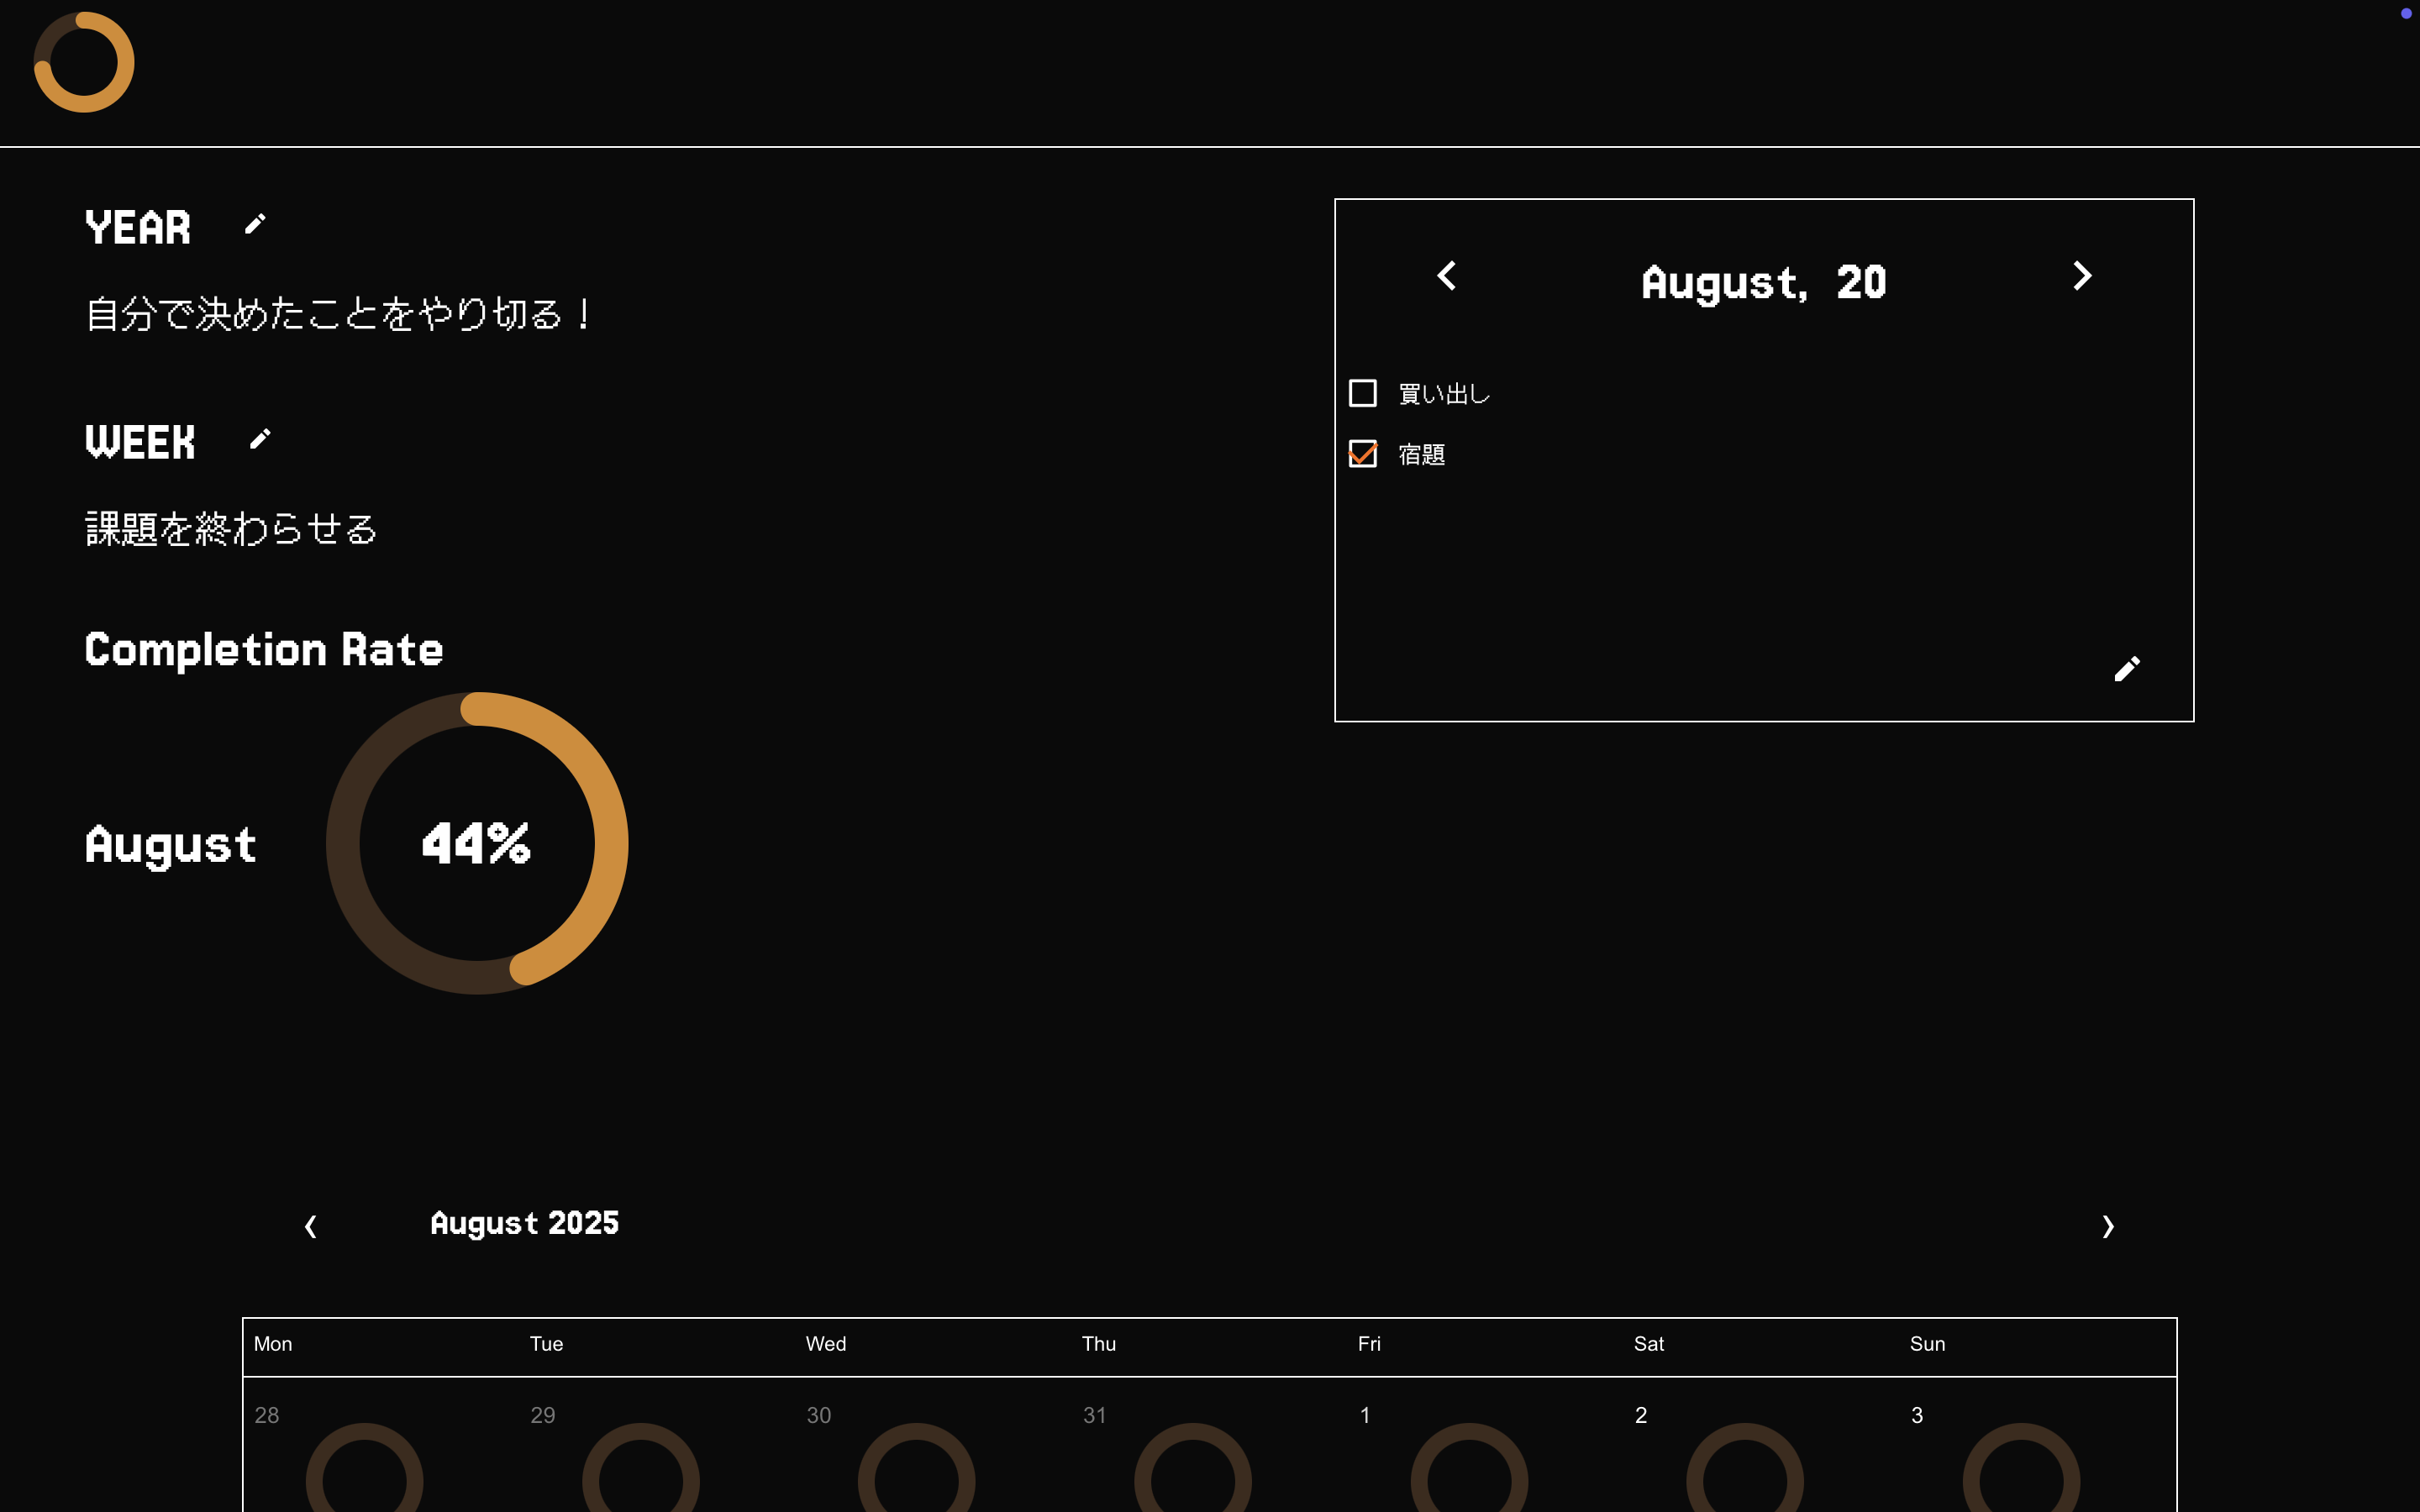 YEAR
自分で決めたことをやり切る！
WEEK
課題を終わらせる
Completion Rate
August
44%
August, 20
買い出し
宿題
August 2025
Mon Tue Wed Thu Fri Sat Sun
28 29 30 31 1 2 3